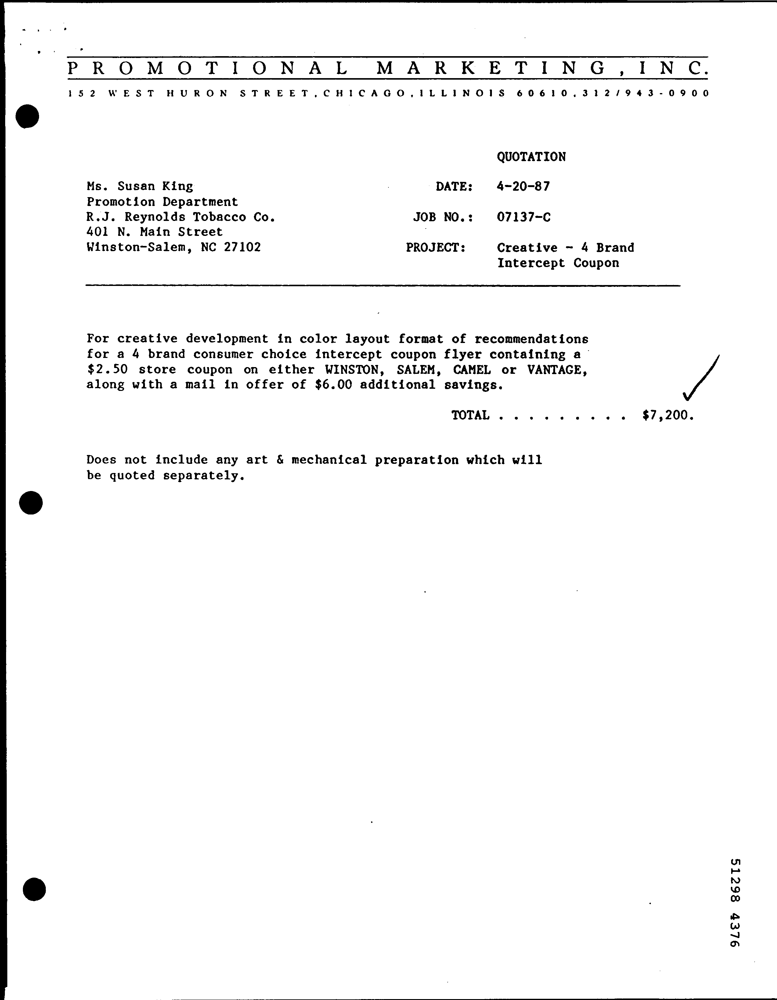 PROMOTIONAL MARKETING, INC.
152 WEST HURON STREET, CHICAGO, ILLINOIS 60610, 312/943-0900
QUOTATION
Ms. Susan King
Promotion Department
R.J. Reynolds Tobacco Co.
401 N. Main Street
Winston-Salem, NC 27102
DATE: 4-20-87
JOB NO.: 07137-C
PROJECT: Creative - 4 Brand
Intercept Coupon
For creative development in color layout format of recommendations
for a 4 brand consumer choice intercept coupon flyer containing a
$2.50 store coupon on either WINSTON, SALEM, CAMEL or VANTAGE,
along with a mail in offer of $6.00 additional savings.
TOTAL . . . . . . . . . $7,200.
Does not include any art & mechanical preparation which will
be quoted separately.
51298 4376